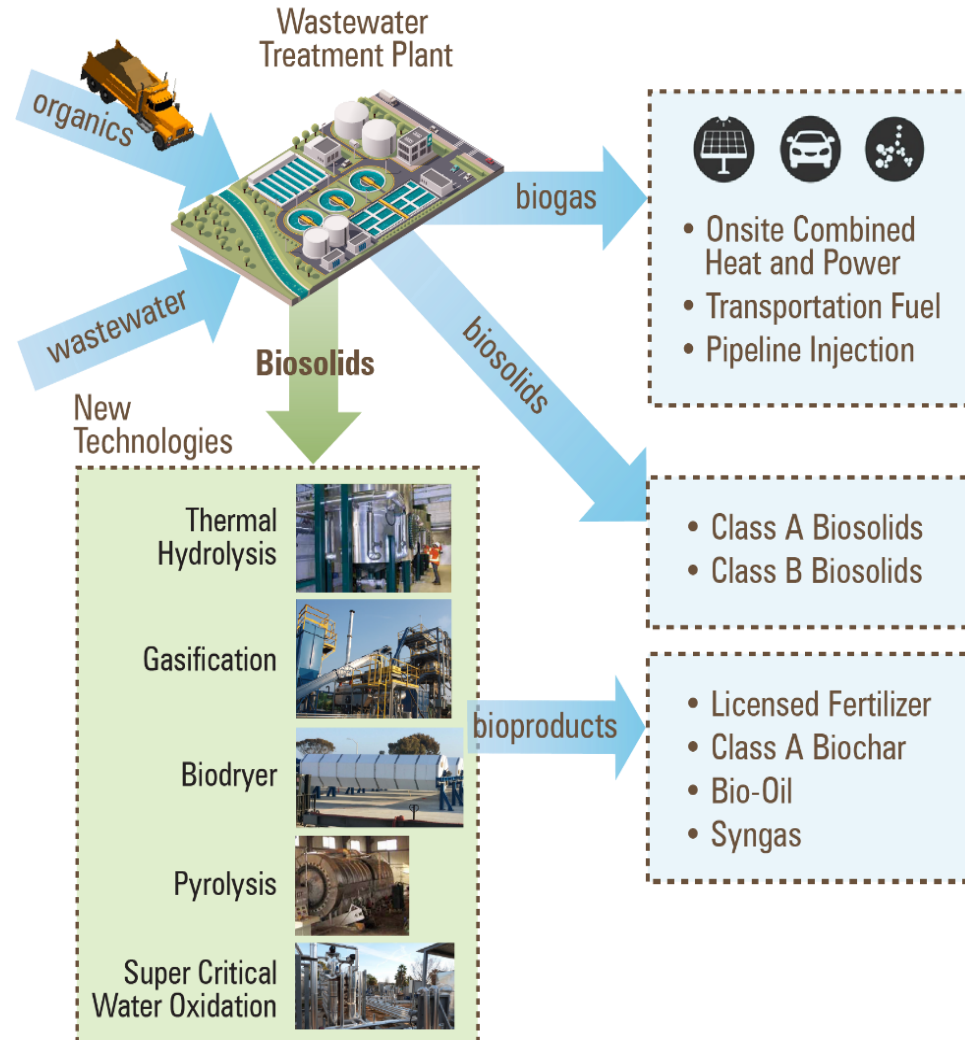 Wastewater
Treatment Plant
organics
wastewater
biogas
• Onsite Combined
Heat and Power
• Transportation Fuel
• Pipeline Injection
biosolids
• Class A Biosolids
• Class B Biosolids
Biosolids
New
Technologies
Thermal
Hydrolysis
Gasification
Biodryer
Pyrolysis
Super Critical
Water Oxidation
bioproducts
• Licensed Fertilizer
• Class A Biochar
• Bio-Oil
• Syngas